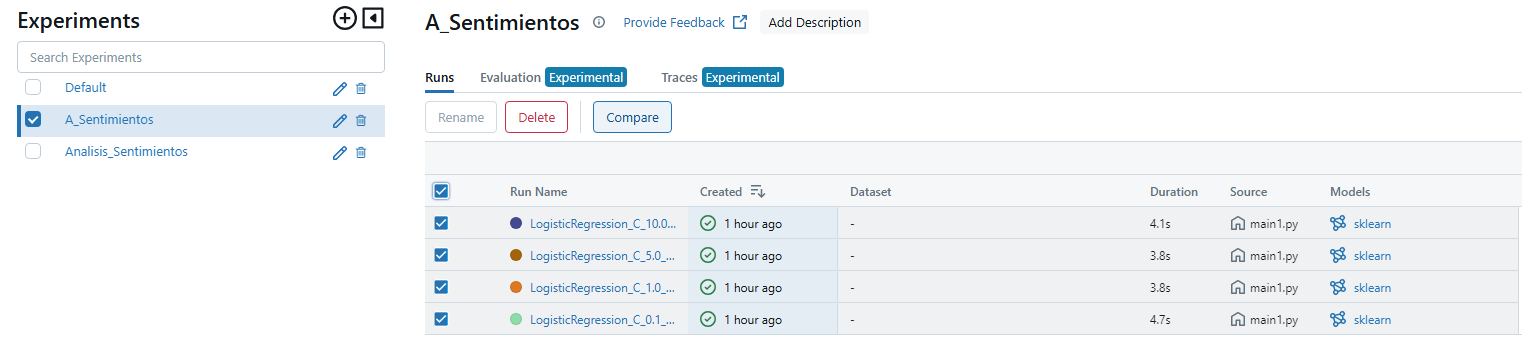 Experiments
Search Experiments
Default
A_Sentimientos
Analisis_Sentimientos
A_Sentimientos Provide Feedback Add Description
Runs Evaluation Experimental Traces Experimental
Rename Delete Compare
Run Name Created Dataset Duration Source Models
LogisticRegression_C_10.0... 1 hour ago - 4.1s main1.py sklearn
LogisticRegression_C_5.0_... 1 hour ago - 3.8s main1.py sklearn
LogisticRegression_C_1.0_... 1 hour ago - 3.8s main1.py sklearn
LogisticRegression_C_0.1_... 1 hour ago - 4.7s main1.py sklearn